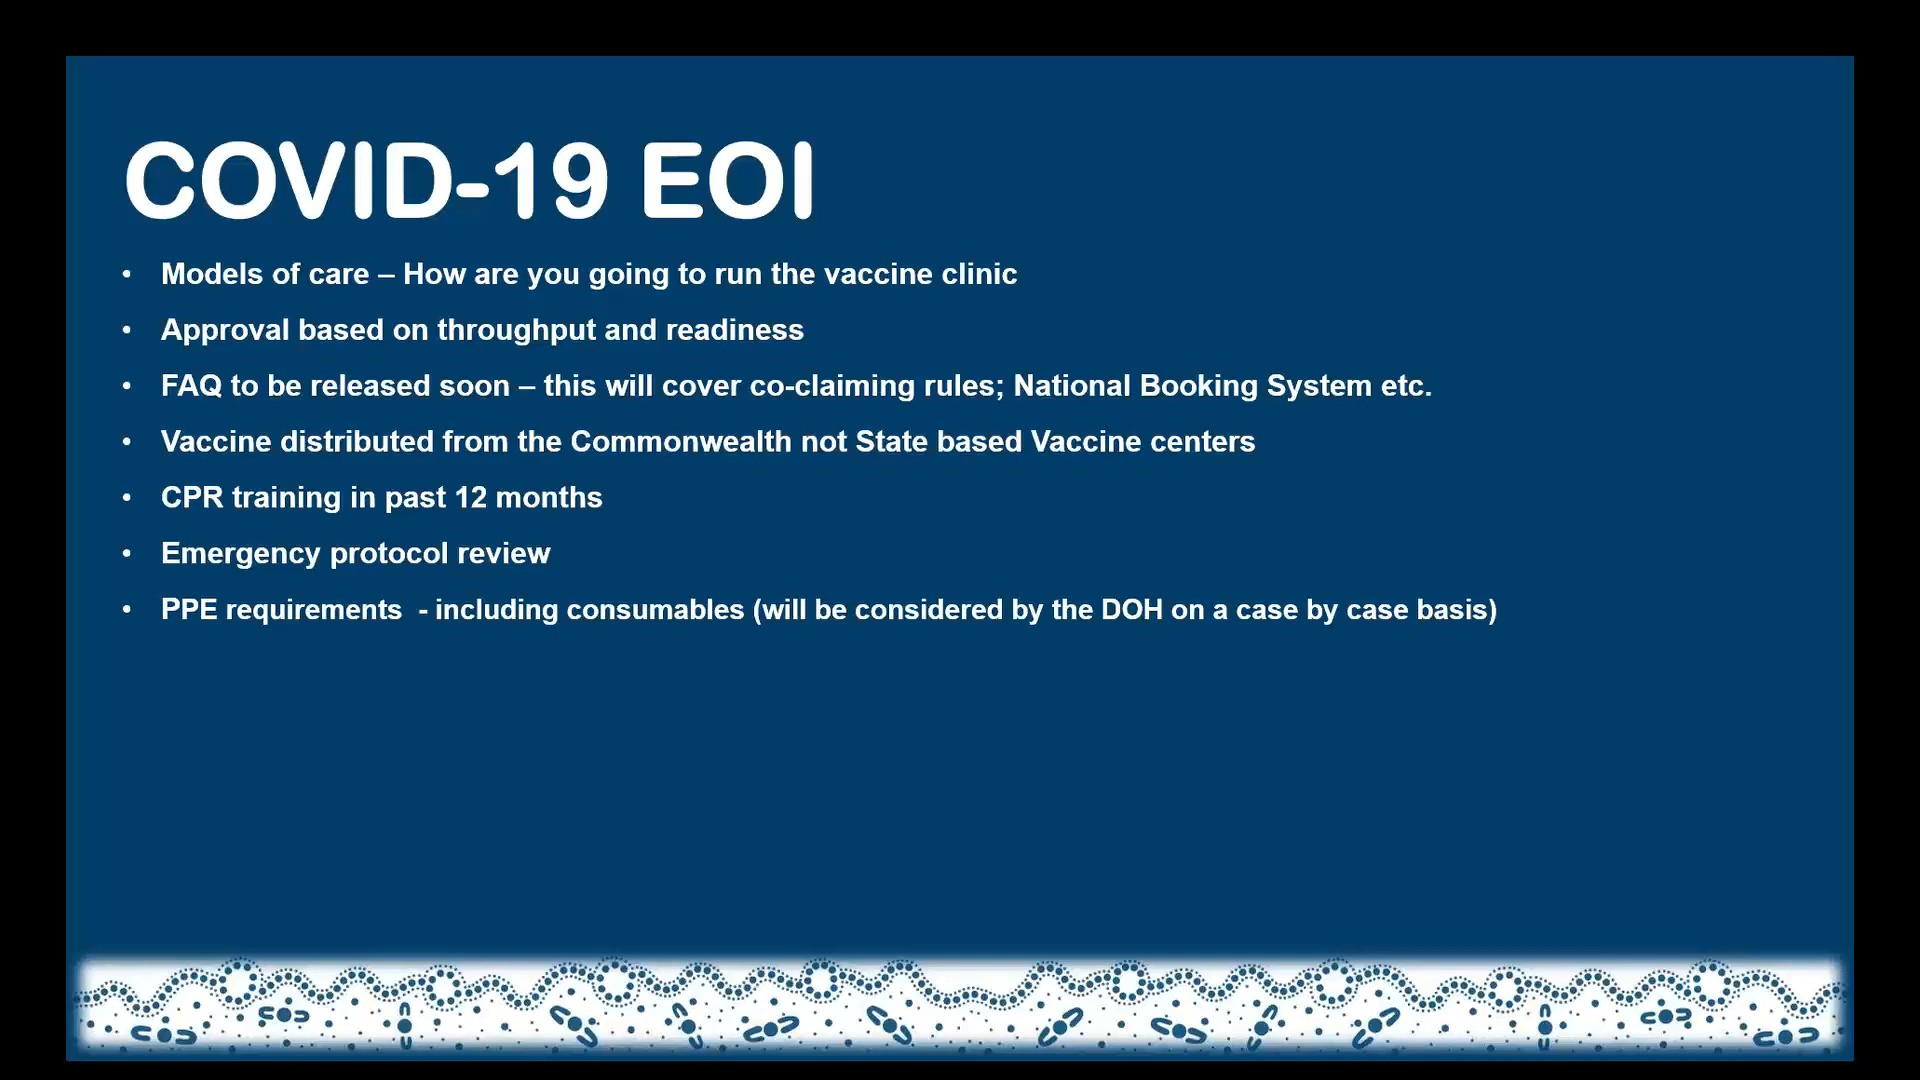 COVID-19 EOI
• Models of care – How are you going to run the vaccine clinic
• Approval based on throughput and readiness
• FAQ to be released soon – this will cover co-claiming rules; National Booking System etc.
• Vaccine distributed from the Commonwealth not State based Vaccine centers
• CPR training in past 12 months
• Emergency protocol review
• PPE requirements  - including consumables (will be considered by the DOH on a case by case basis)